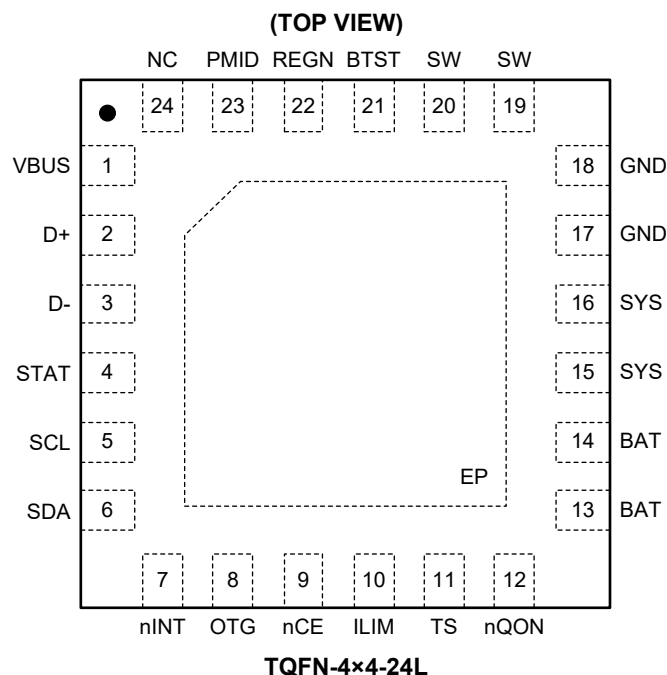 (TOP VIEW)
NC PMID REGN BTST SW SW
24 23 22 21 20 19
VBUS 1 18 GND
D+ 2 17 GND
D- 3 16 SYS
STAT 4 15 SYS
SCL 5 14 BAT
EP
SDA 6 13 BAT
7 8 9 10 11 12
nINT OTG nCE ILIM TS nQON
TQFN-4×4-24L